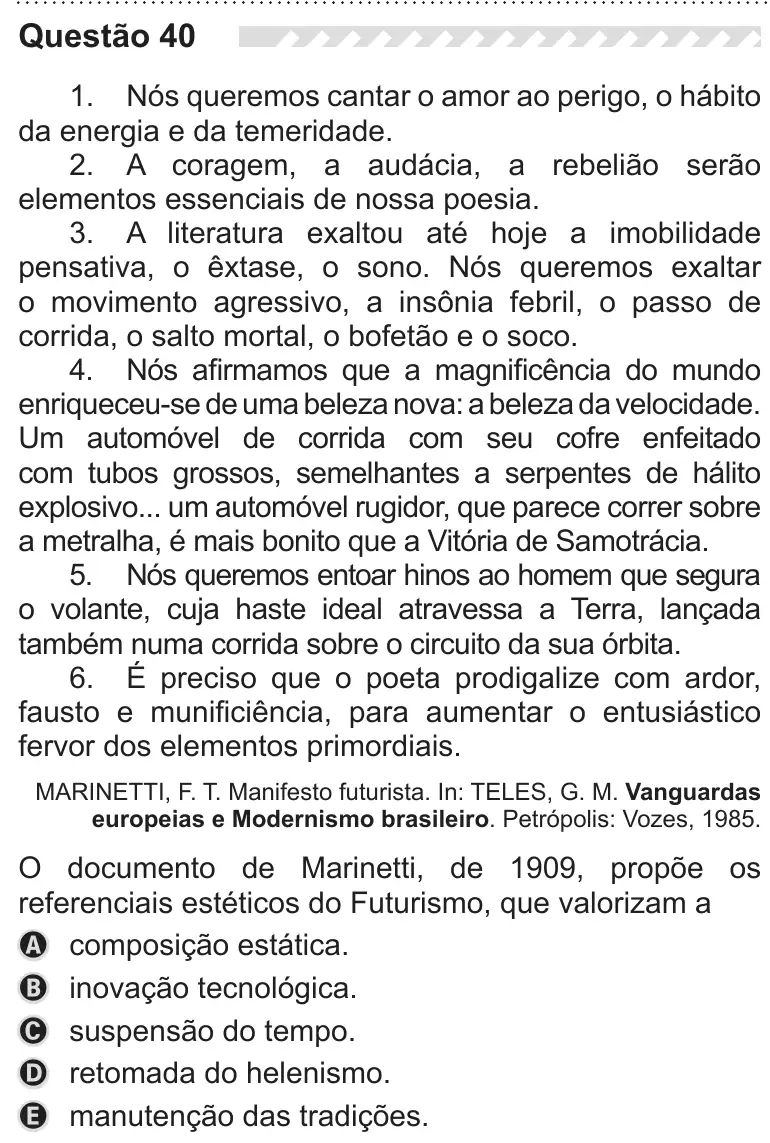 Questão 40
1. Nós queremos cantar o amor ao perigo, o hábito
da energia e da temeridade.
2. A coragem, a audácia, a rebelião serão
elementos essenciais de nossa poesia.
3. A literatura exaltou até hoje a imobilidade
pensativa, o êxtase, o sono. Nós queremos exaltar
o movimento agressivo, a insônia febril, o passo de
corrida, o salto mortal, o bofetão e o soco.
4. Nós afirmamos que a magnificência do mundo
enriqueceu-se de uma beleza nova: a beleza da velocidade.
Um automóvel de corrida com seu cofre enfeitado
com tubos grossos, semelhantes a serpentes de hálito
explosivo... um automóvel rugidor, que parece correr sobre
a metralha, é mais bonito que a Vitória de Samotrácia.
5. Nós queremos entoar hinos ao homem que segura
o volante, cuja haste ideal atravessa a Terra, lançada
também numa corrida sobre o circuito da sua órbita.
6. É preciso que o poeta prodigalize com ardor,
fausto e munificiência, para aumentar o entusiástico
fervor dos elementos primordiais.
MARINETTI, F. T. Manifesto futurista. In: TELES, G. M. Vanguardas
europeias e Modernismo brasileiro. Petrópolis: Vozes, 1985.
O documento de Marinetti, de 1909, propõe os
referenciais estéticos do Futurismo, que valorizam a
A composição estática.
B inovação tecnológica.
C suspensão do tempo.
D retomada do helenismo.
E manutenção das tradições.